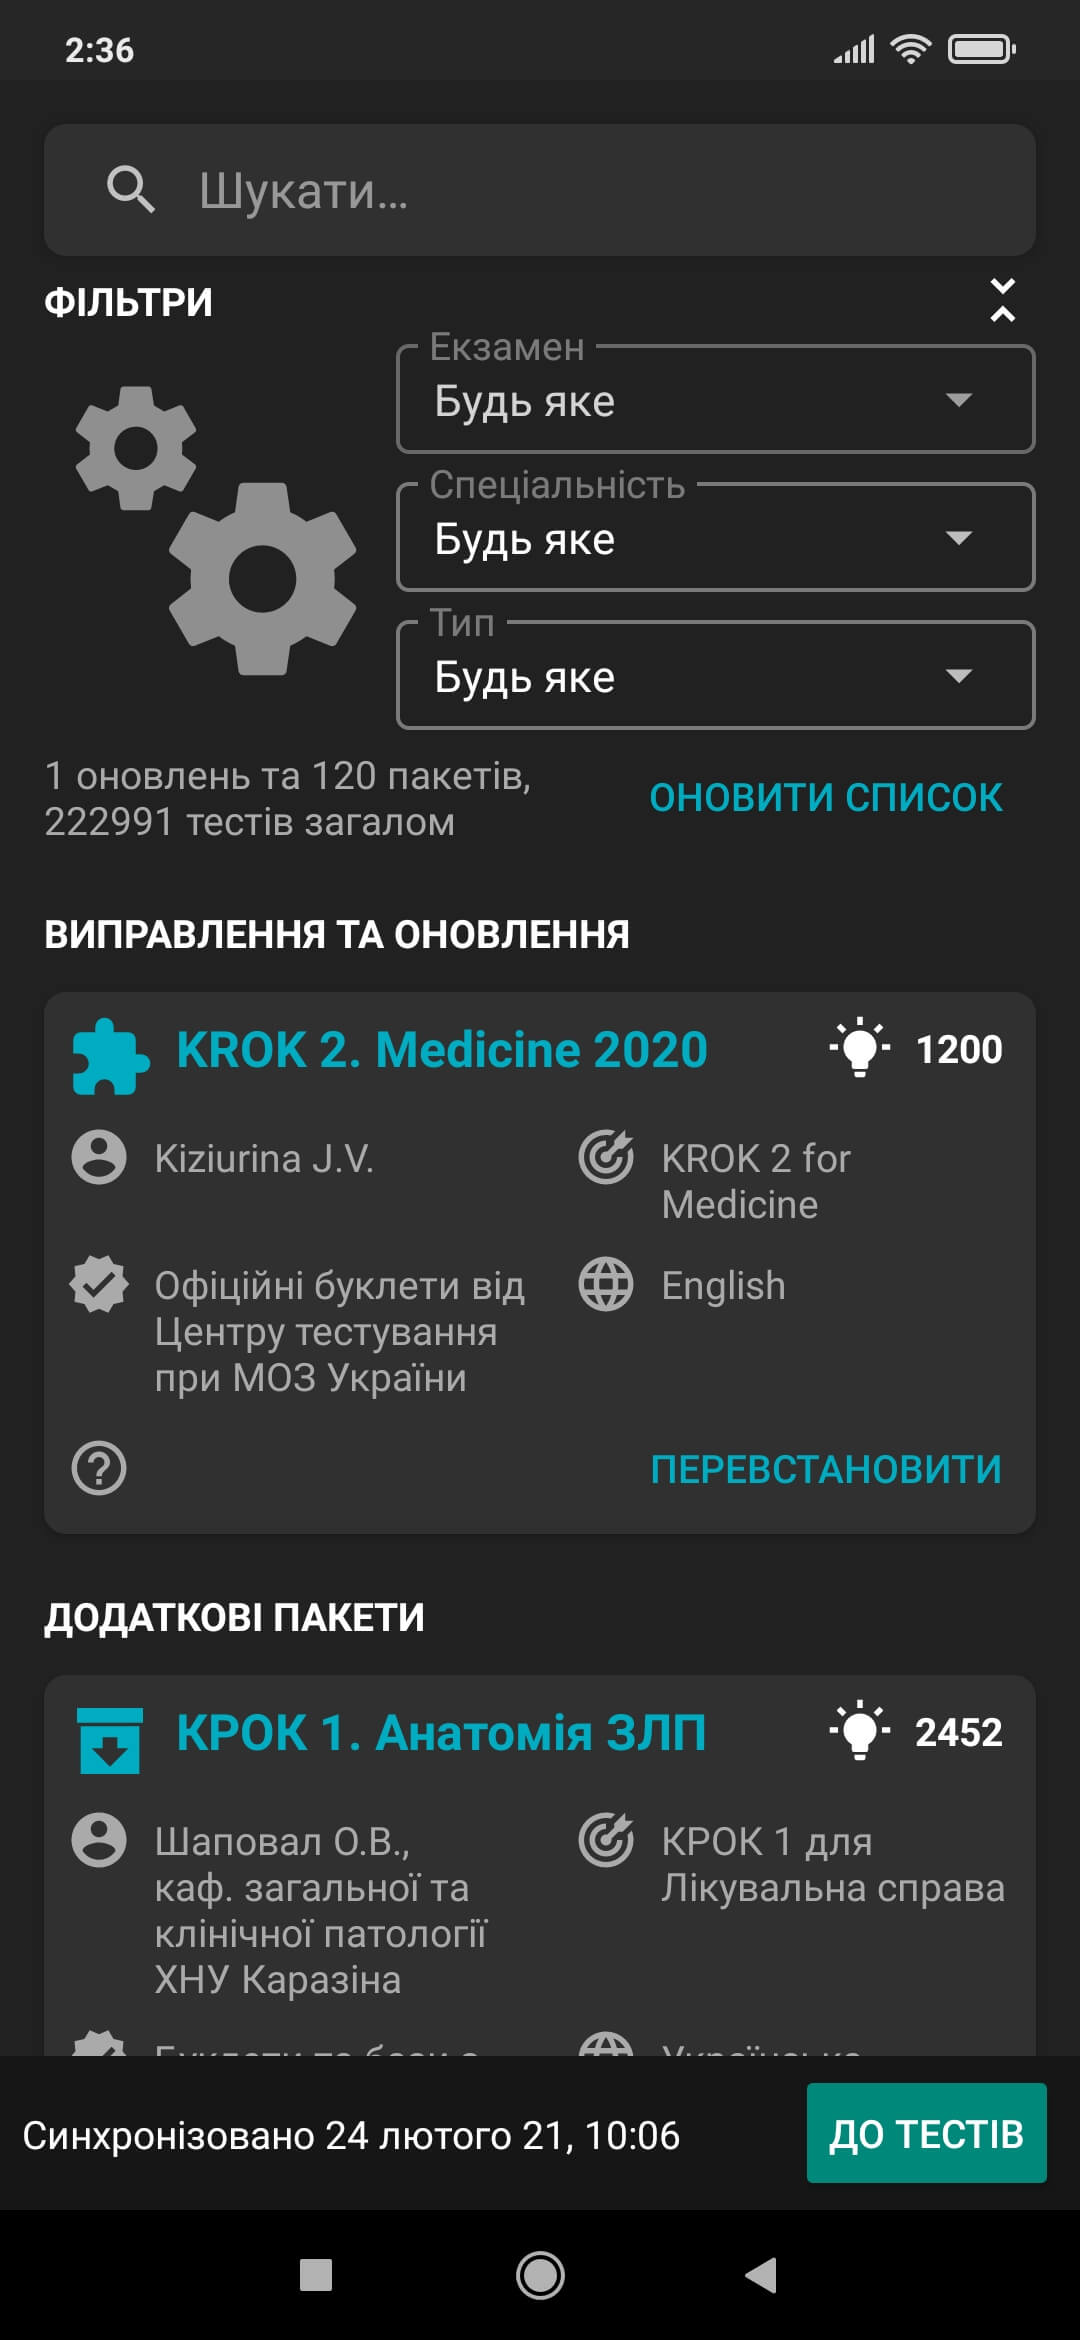 2:36
Шукати…
ФІЛЬТРИ
Екзамен
Будь яке
Спеціальність
Будь яке
Тип
Будь яке
1 оновлень та 120 пакетів,
222991 тестів загалом
ОНОВИТИ СПИСОК
ВИПРАВЛЕННЯ ТА ОНОВЛЕННЯ
KROK 2. Medicine 2020
1200
Kiziurina J.V.
KROK 2 for
Medicine
Офіційні буклети від
Центру тестування
при МОЗ України
English
ПЕРЕВСТАНОВИТИ
ДОДАТКОВІ ПАКЕТИ
КРОК 1. Анатомія ЗЛП
2452
Шаповал О.В.,
каф. загальної та
клінічної патології
ХНУ Каразіна
КРОК 1 для
Лікувальна справа
Українська
Синхронізовано 24 лютого 21, 10:06
ДО ТЕСТІВ